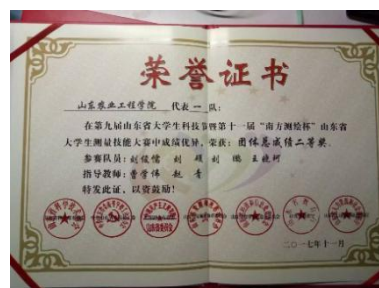 荣誉证书
山东农业工程学院 代表一队：
在第九届山东省大学生科技节暨第十一届“南方测绘杯”山东省
大学生测量技能大赛中成绩优异，荣获：团体总成绩二等奖。
参赛队员：刘俊儒 刘硕 刘鹏 王晓珂
指导教师：曹学伟 赵青
特发此证，以资鼓励！
二〇一七年十一月